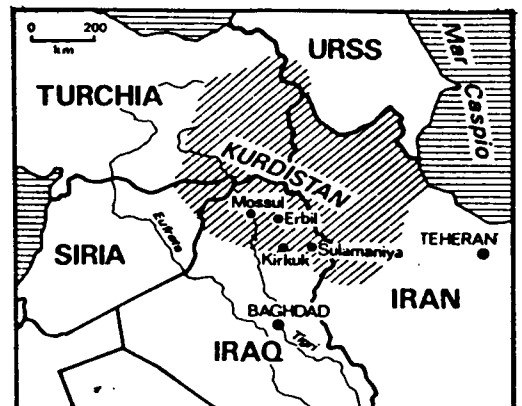 0 200
km
URSS
Mar Caspio
TURCHIA
KURDISTAN
Mossul
Erbil
Eufrate
SIRIA
Kirkuk
Sulamaniya
TEHERAN
IRAN
BAGHDAD
IRAQ
Tigri